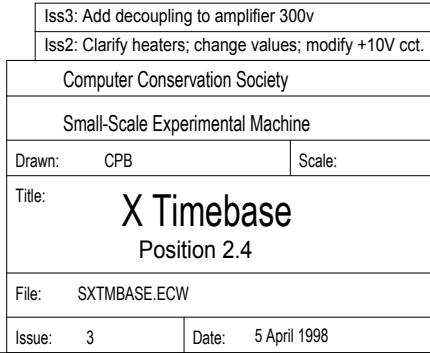 Iss3: Add decoupling to amplifier 300v
Iss2: Clarify heaters; change values; modify +10V cct.
Computer Conservation Society
Small-Scale Experimental Machine
Drawn: CPB Scale:
Title: X Timebase
Position 2.4
File: SXTMBASE.ECW
Issue: 3 Date: 5 April 1998